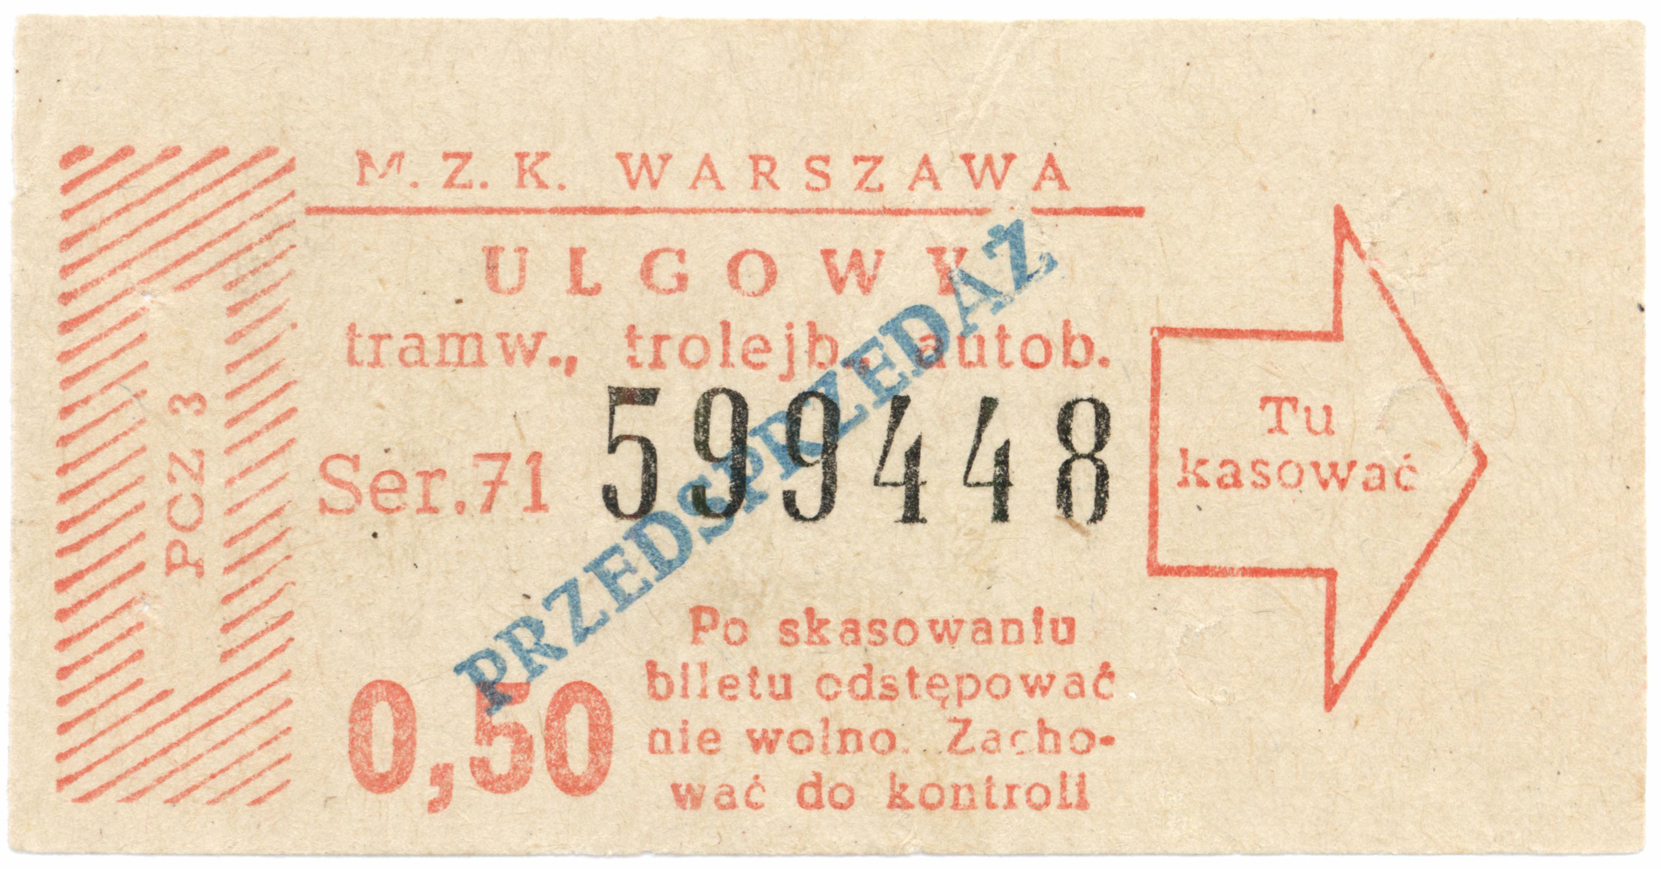 M. Z. K. WARSZAWA
ULGOWY
tramw., trolejb., autob.
PRZEDSPRZEDAŻ
Ser.71 599448
PCZ 3
Tu
kasować
0,50
Po skasowaniu
biletu odstępować
nie wolno. Zacho-
wać do kontroli